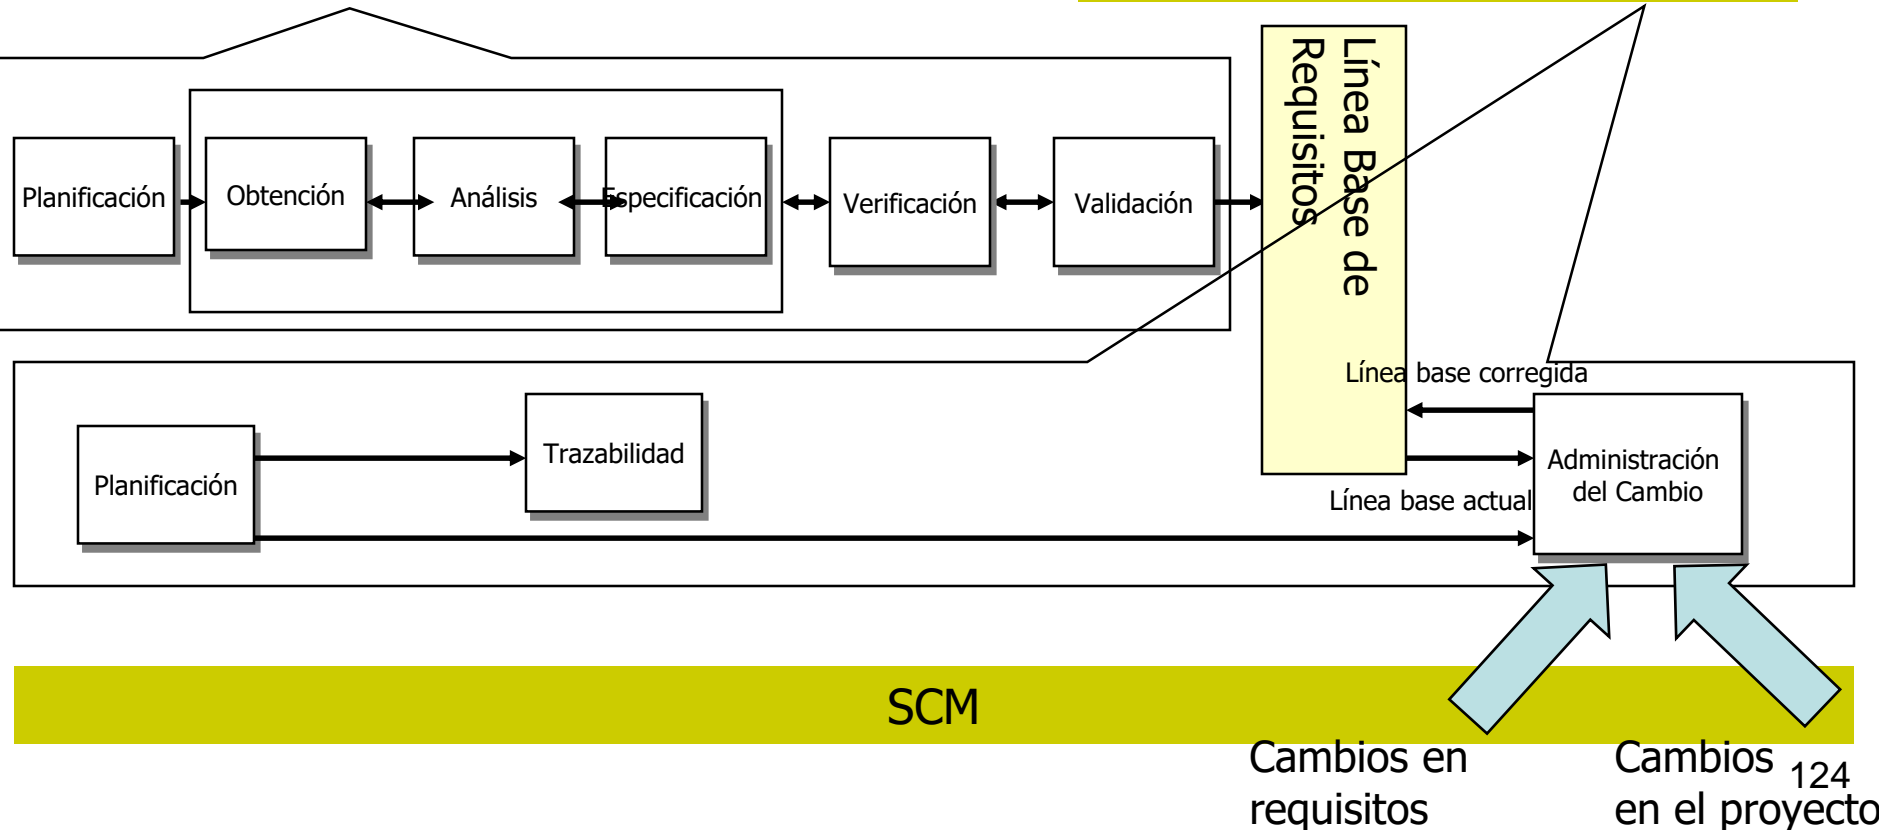 Planificación
Obtención
Análisis
Especificación
Verificación
Validación
Línea Base de
Requisitos
Línea base corregida
Planificación
Trazabilidad
Línea base actual
Administración
del Cambio
SCM
Cambios en
requisitos
Cambios
en el proyecto
124